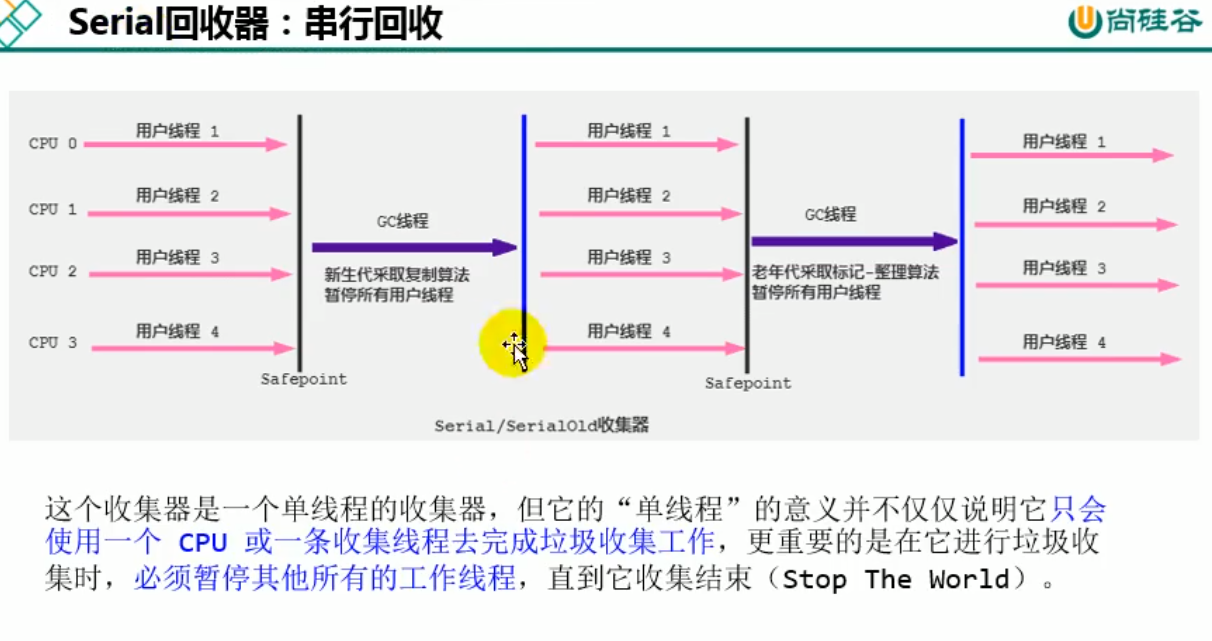 Serial回收器：串行回收
尚硅谷
CPU 0
用户线程 1
用户线程 1
用户线程 1
CPU 1
用户线程 2
用户线程 2
用户线程 2
GC线程
GC线程
CPU 2
用户线程 3
用户线程 3
用户线程 3
新生代采取复制算法
暂停所有用户线程
老年代采取标记-整理算法
暂停所有用户线程
CPU 3
用户线程 4
用户线程 4
用户线程 4
Safepoint
Safepoint
Serial/SerialOld收集器
这个收集器是一个单线程的收集器，但它的“单线程”的意义并不仅仅说明它只会
使用一个 CPU 或一条收集线程去完成垃圾收集工作，更重要的是在它进行垃圾收
集时，必须暂停其他所有的工作线程，直到它收集结束（Stop The World）。